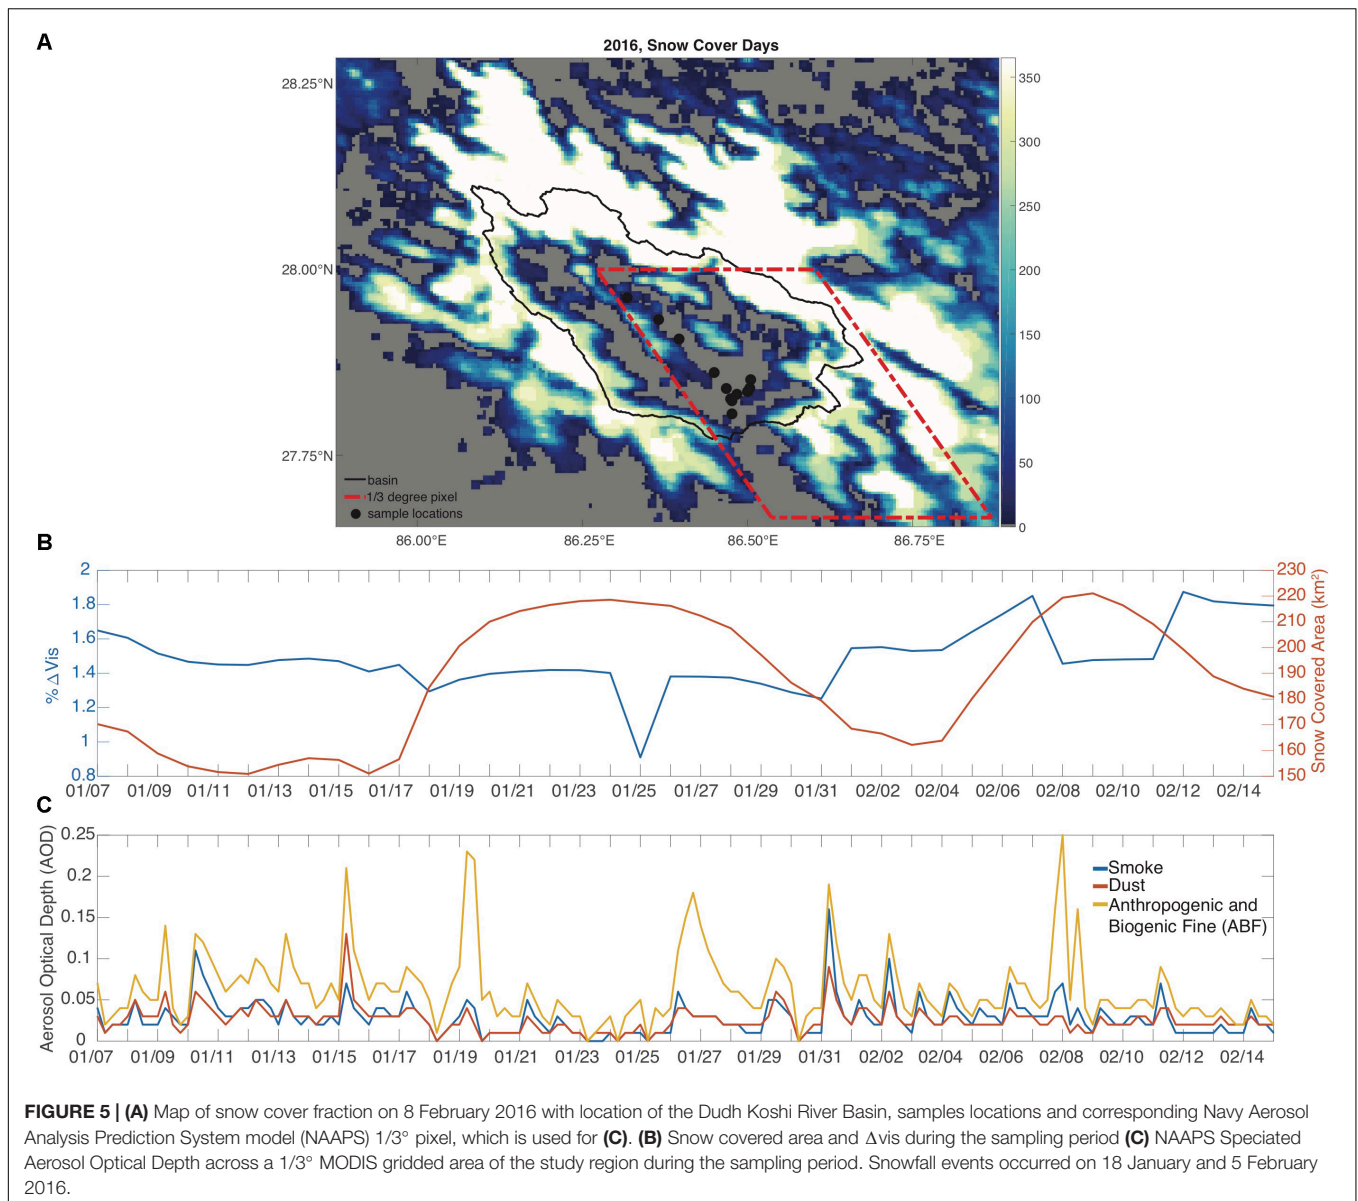 A
2016, Snow Cover Days
28.25°N
28.00°N
27.75°N
86.00°E 86.25°E 86.50°E 86.75°E
350
300
250
200
150
100
50
0
basin
1/3 degree pixel
sample locations
B
% Δ Vis
2
1.8
1.6
1.4
1.2
1
0.8
230
220
210
200
190
180
170
160
150
Snow Covered Area (km²)
01/07 01/09 01/11 01/13 01/15 01/17 01/19 01/21 01/23 01/25 01/27 01/29 01/31 02/02 02/04 02/06 02/08 02/10 02/12 02/14
C
Aerosol Optical Depth (AOD)
0.25
0.2
0.15
0.1
0.05
0
Smoke
Dust
Anthropogenic and
Biogenic Fine (ABF)
01/07 01/09 01/11 01/13 01/15 01/17 01/19 01/21 01/23 01/25 01/27 01/29 01/31 02/02 02/04 02/06 02/08 02/10 02/12 02/14
FIGURE 5 | (A) Map of snow cover fraction on 8 February 2016 with location of the Dudh Koshi River Basin, samples locations and corresponding Navy Aerosol
Analysis Prediction System model (NAAPS) 1/3° pixel, which is used for (C). (B) Snow covered area and Δvis during the sampling period (C) NAAPS Speciated
Aerosol Optical Depth across a 1/3° MODIS gridded area of the study region during the sampling period. Snowfall events occurred on 18 January and 5 February
2016.